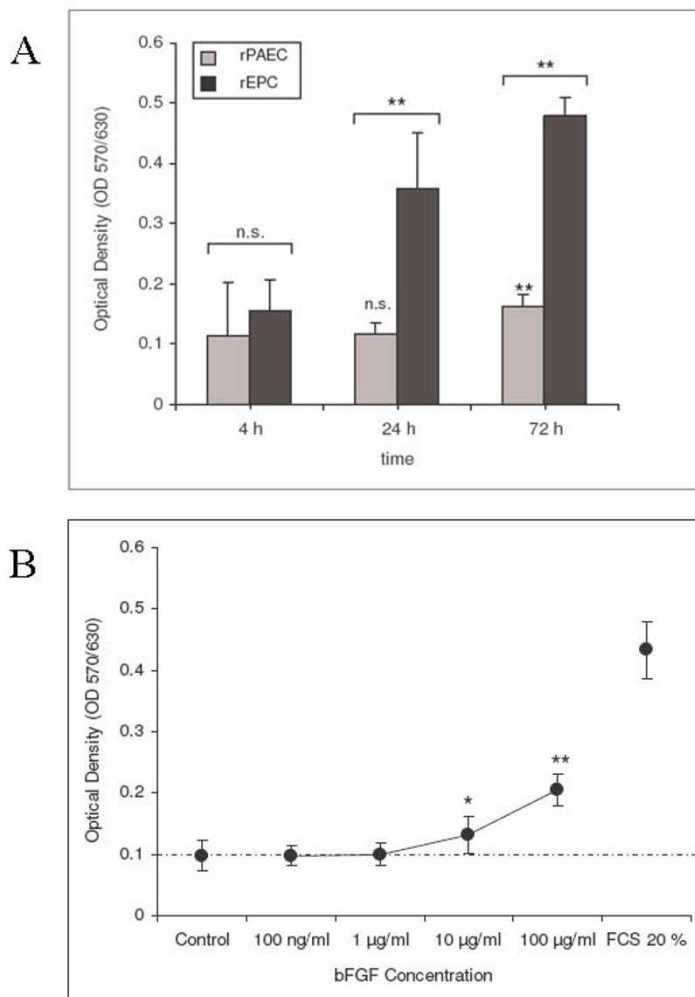 A
Optical Density (OD 570/630)
0.6
0.5
0.4
0.3
0.2
0.1
0
rPAEC
rEPC
n.s.
**
n.s.
**
**
4 h 24 h 72 h
time
B
Optical Density (OD 570/630)
0.6
0.5
0.4
0.3
0.2
0.1
0
*
**
Control 100 ng/ml 1 µg/ml 10 µg/ml 100 µg/ml FCS 20 %
bFGF Concentration